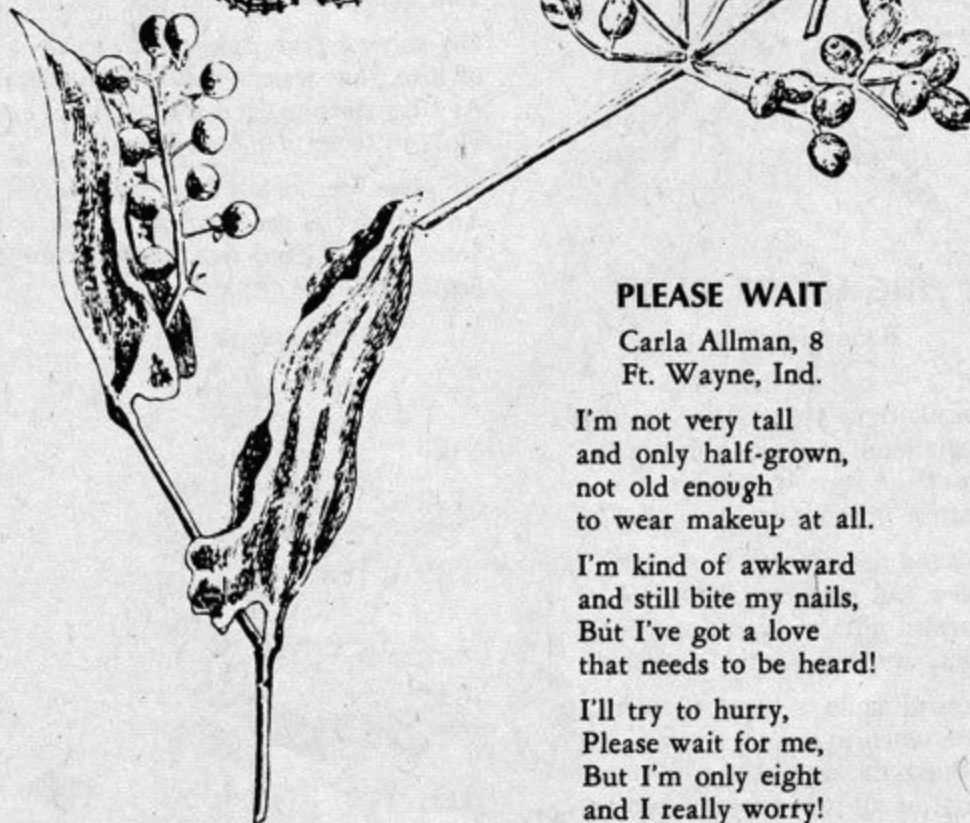 PLEASE WAIT
Carla Allman, 8
Ft. Wayne, Ind.
I'm not very tall
and only half-grown,
not old enough
to wear makeup at all.
I'm kind of awkward
and still bite my nails,
But I've got a love
that needs to be heard!
I'll try to hurry,
Please wait for me,
But I'm only eight
and I really worry!